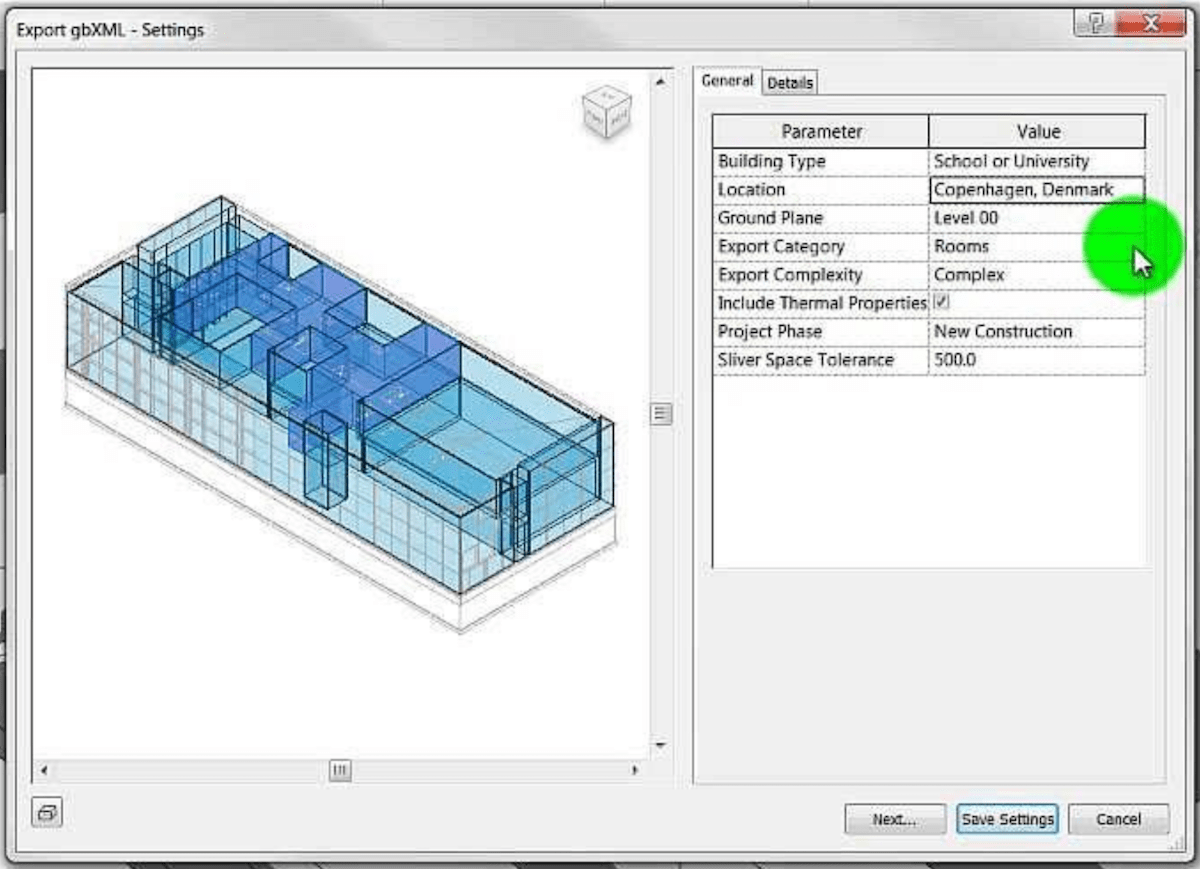 Export gbXML - Settings
General
Details
Parameter Value
Building Type School or University
Location Copenhagen, Denmark
Ground Plane Level 00
Export Category Rooms
Export Complexity Complex
Include Thermal Properties
Project Phase New Construction
Sliver Space Tolerance 500.0
Next...
Save Settings
Cancel